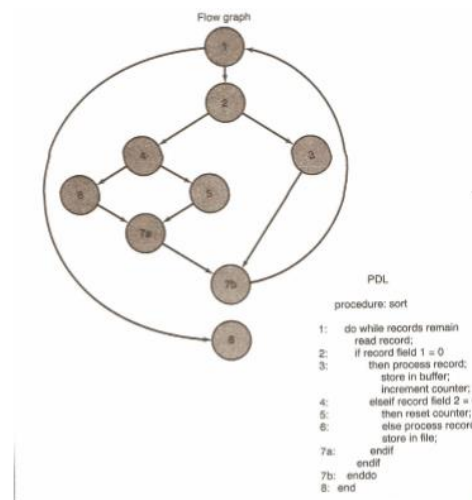 Flow graph
1
2
4
3
6
5
7a
7b
8
PDL
procedure: sort
1: do while records remain
read record;
2: if record field 1 = 0
3: then process record;
store in buffer;
increment counter;
4: elseif record field 2 =
5: then reset counter;
6: else process record
store in file;
7a: endif
endif
7b: enddo
8: end